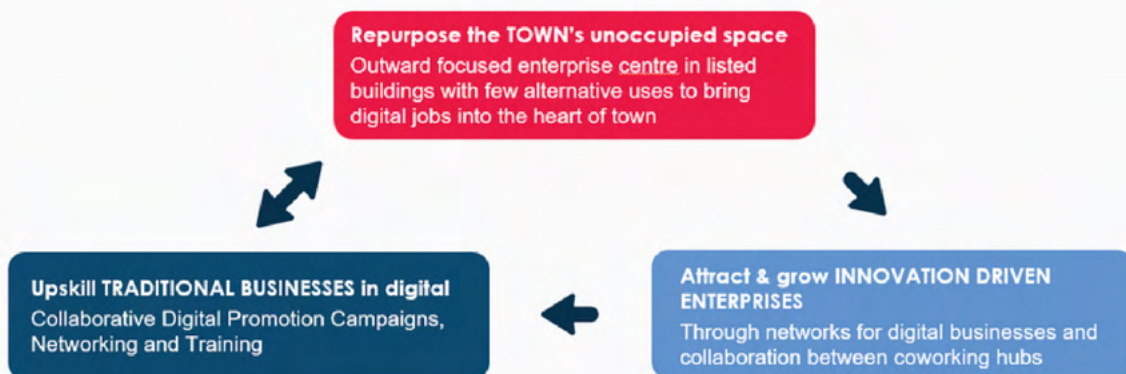 Repurpose the TOWN's unoccupied space
Outward focused enterprise centre in listed
buildings with few alternative uses to bring
digital jobs into the heart of town
Upskill TRADITIONAL BUSINESSES in digital
Collaborative Digital Promotion Campaigns,
Networking and Training
Attract & grow INNOVATION DRIVEN
ENTERPRISES
Through networks for digital businesses and
collaboration between coworking hubs